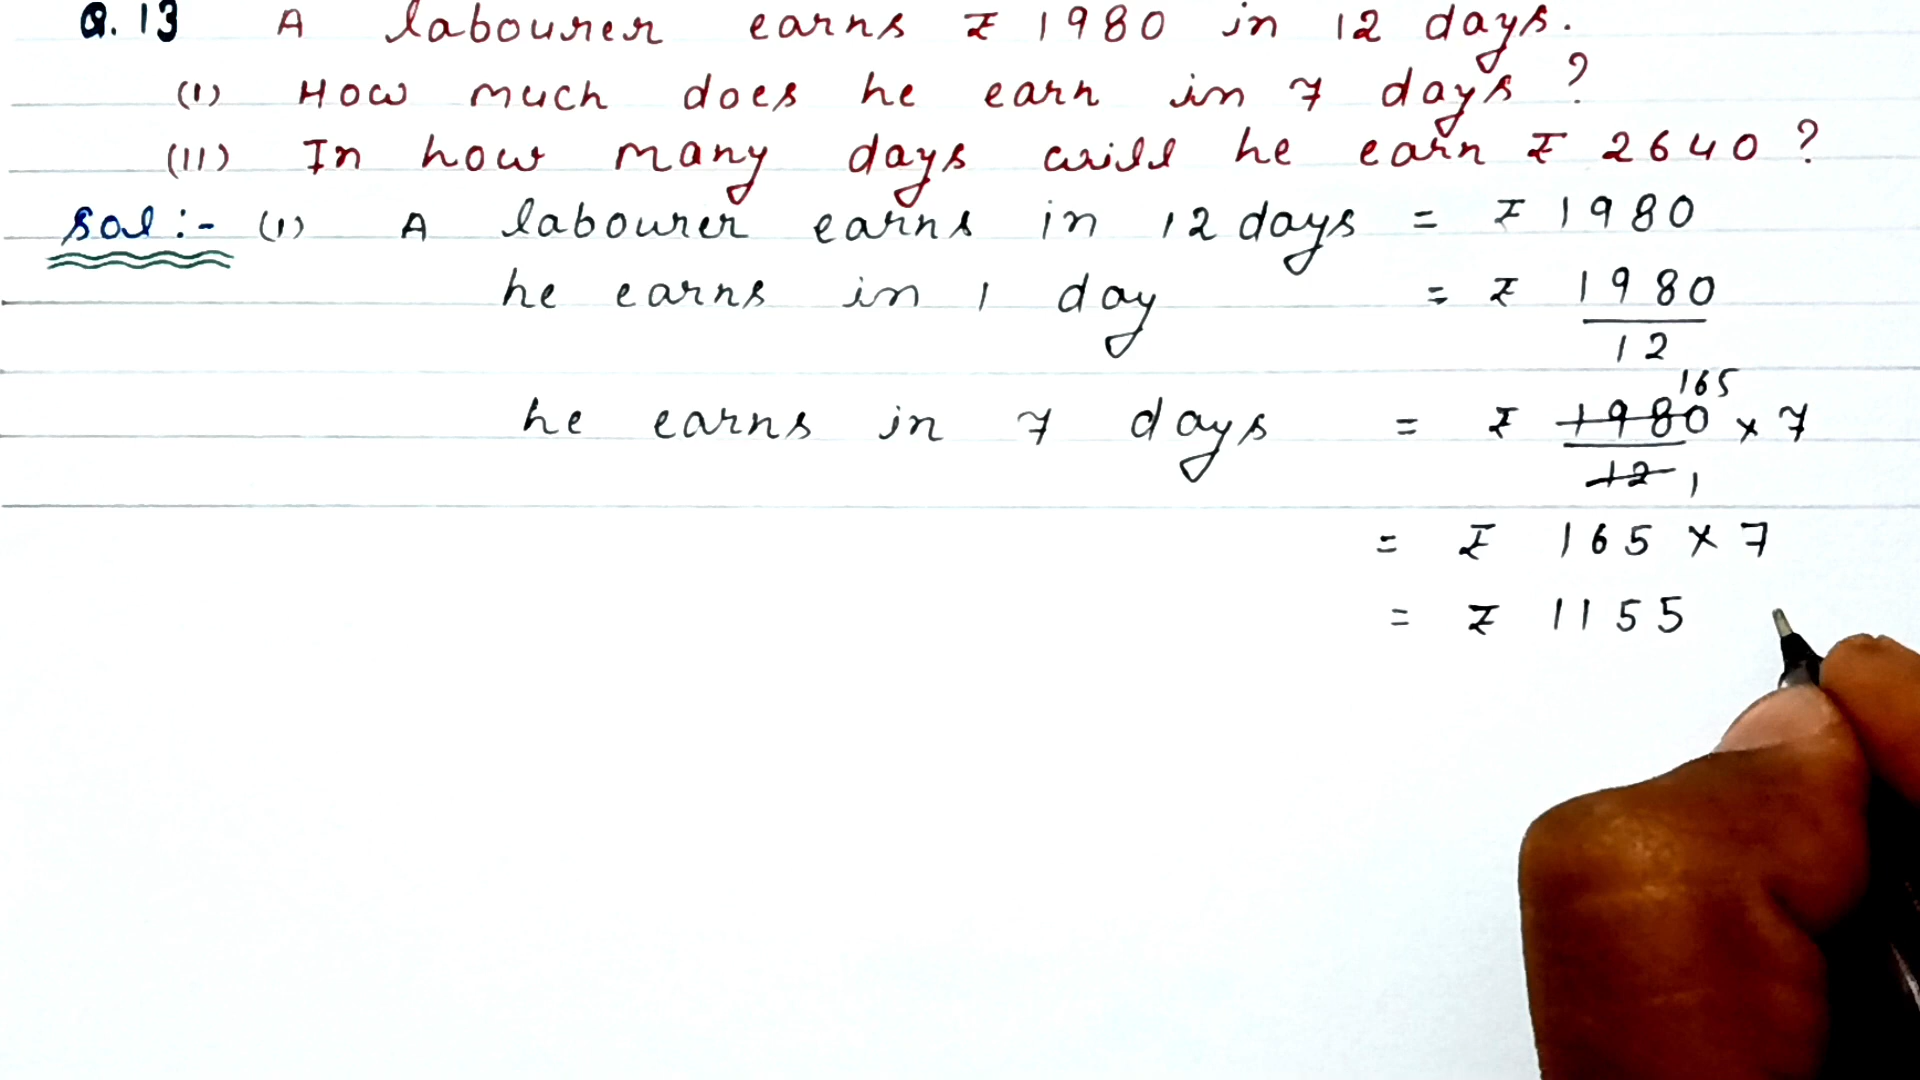 Q. 13 A labourer earns ₹ 1980 in 12 days.
(I) How much does he earn in 7 days ?
(II) In how many days will he earn ₹ 2640 ?
Sol :- (I) A labourer earns in 12 days = ₹ 1980
he earns in 1 day = ₹ 1980
12
165
he earns in 7 days = ₹ 1980 × 7
12 1
= ₹ 165 × 7
= ₹ 1155